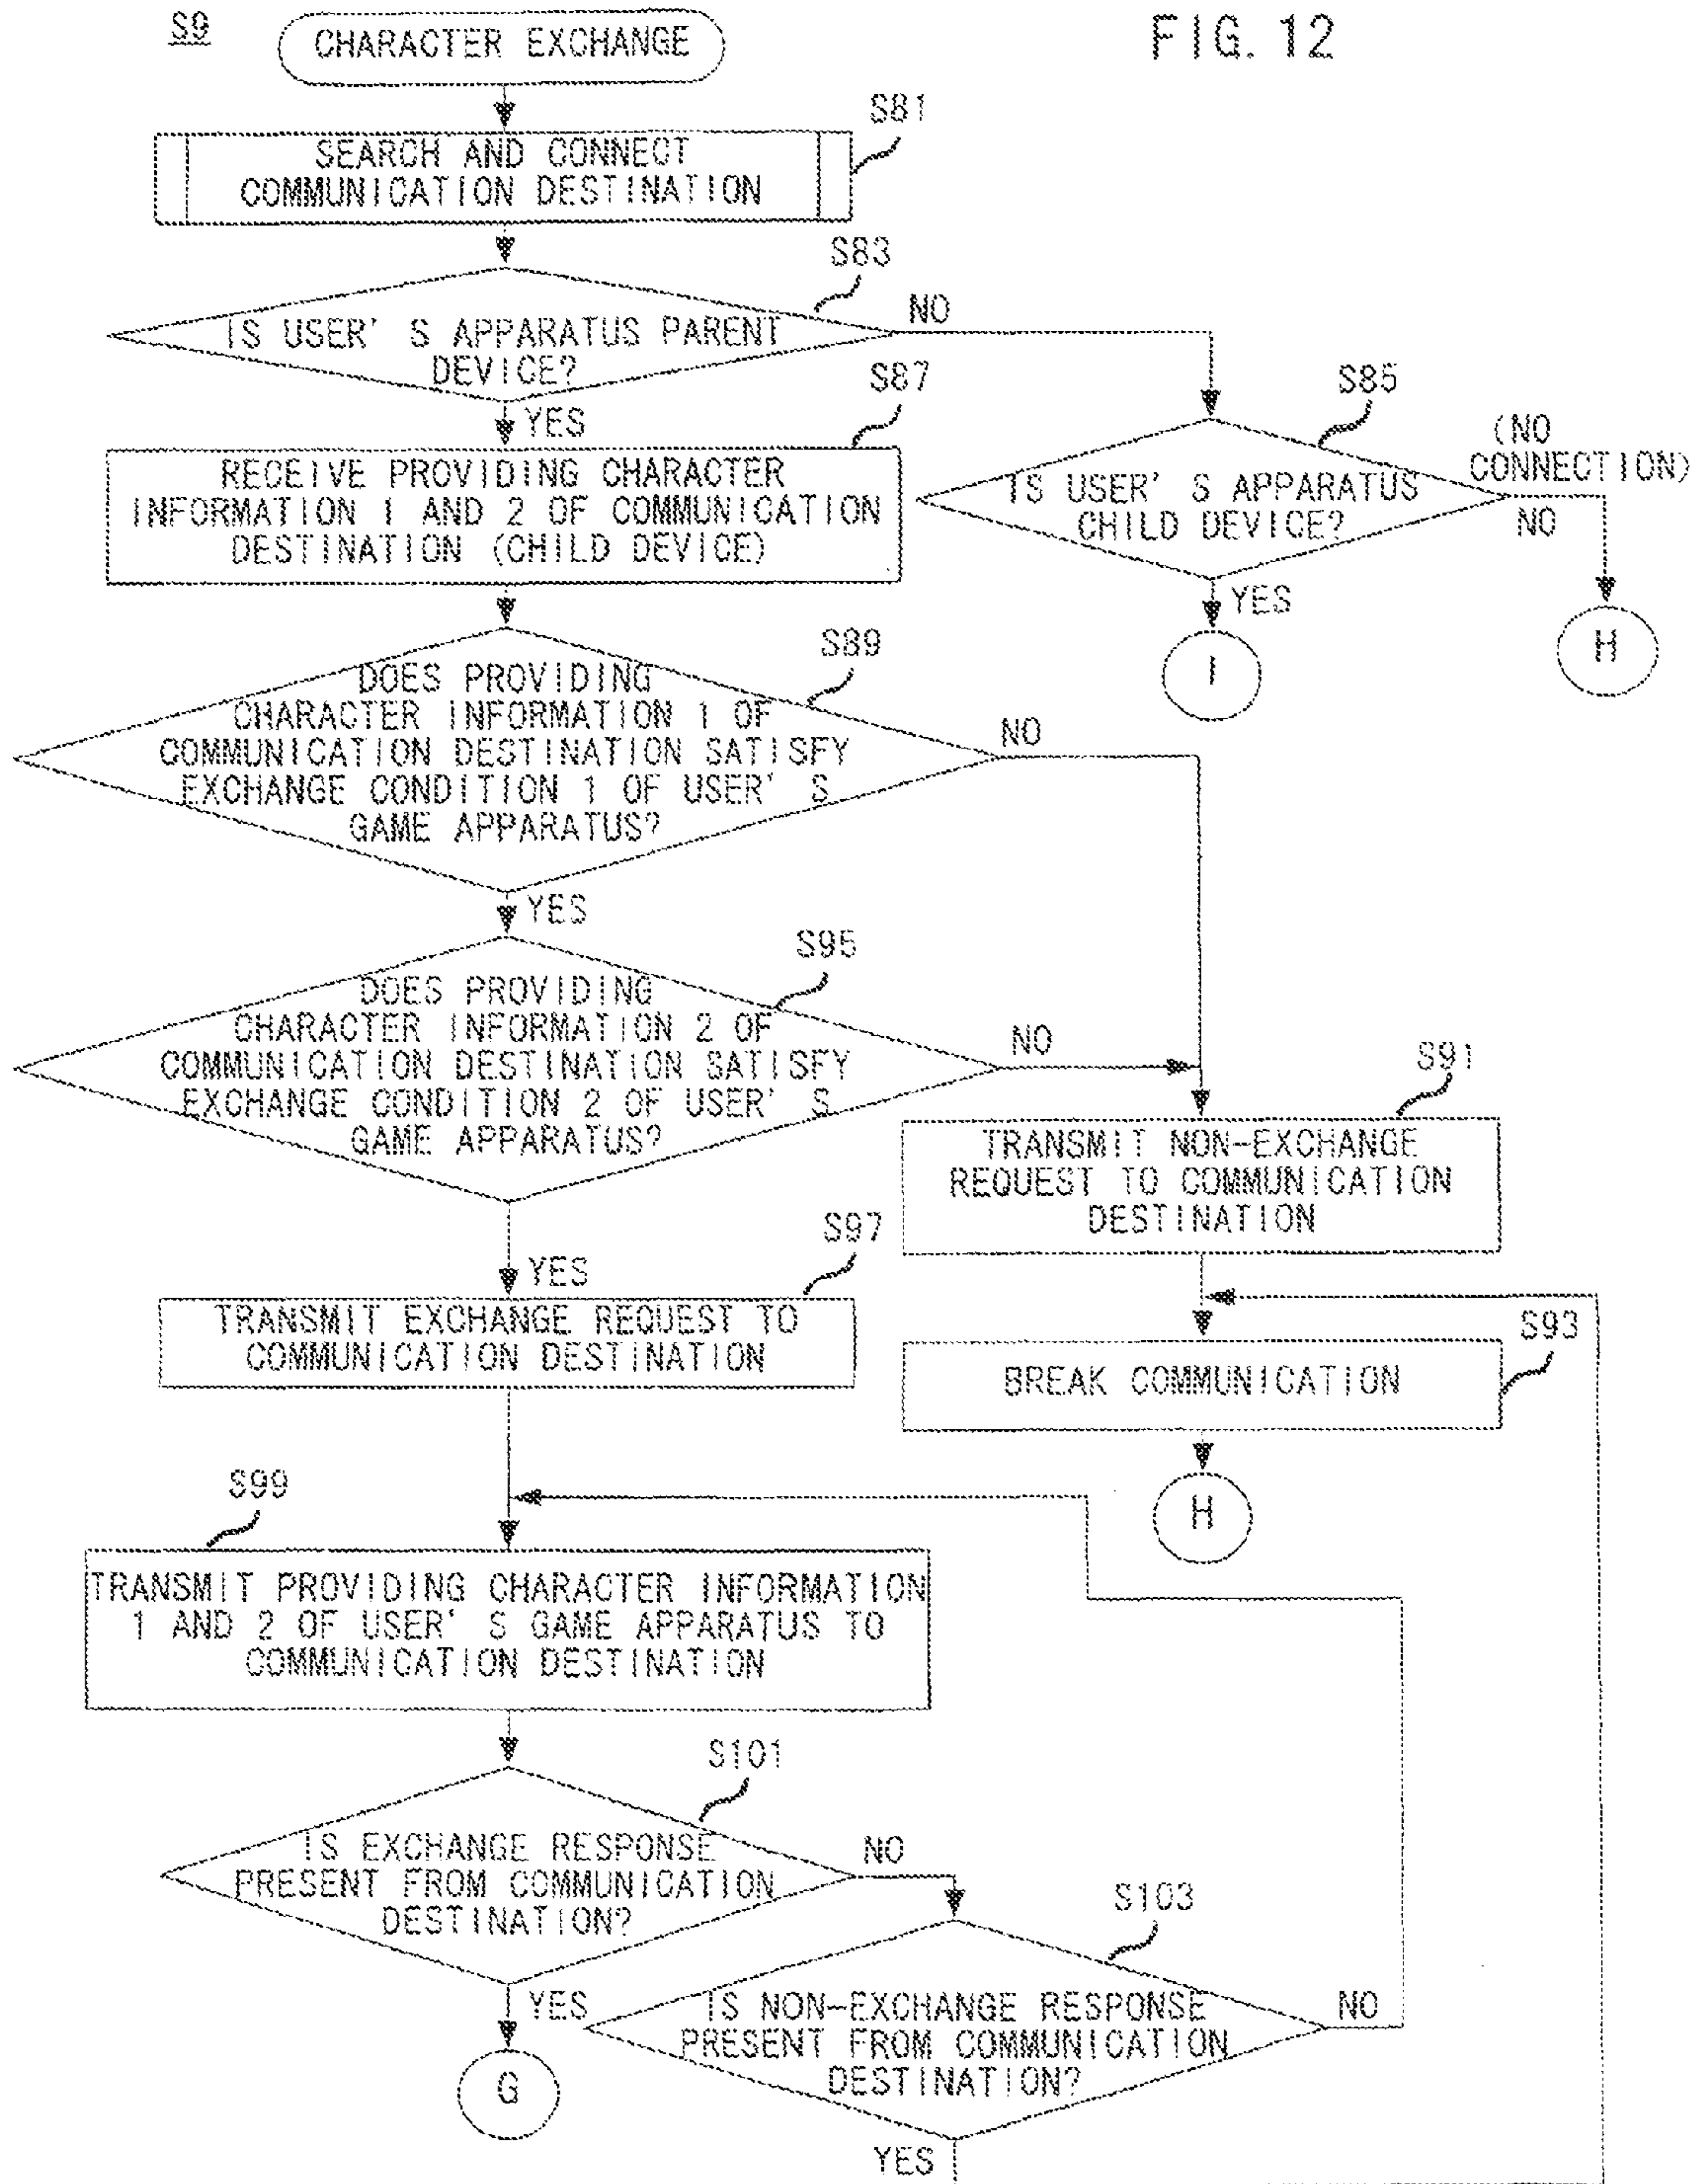 S9
CHARACTER EXCHANGE
FIG. 12
S81
SEARCH AND CONNECT
COMMUNICATION DESTINATION
S83
IS USER'S APPARATUS PARENT
DEVICE?
NO
YES
S85
IS USER'S APPARATUS
CHILD DEVICE?
(NO
CONNECTION)
NO
H
YES
I
S87
RECEIVE PROVIDING CHARACTER
INFORMATION 1 AND 2 OF COMMUNICATION
DESTINATION (CHILD DEVICE)
S89
DOES PROVIDING
CHARACTER INFORMATION 1 OF
COMMUNICATION DESTINATION SATISFY
EXCHANGE CONDITION 1 OF USER'S
GAME APPARATUS?
NO
YES
S95
DOES PROVIDING
CHARACTER INFORMATION 2 OF
COMMUNICATION DESTINATION SATISFY
EXCHANGE CONDITION 2 OF USER'S
GAME APPARATUS?
NO
YES
S91
TRANSMIT NON-EXCHANGE
REQUEST TO COMMUNICATION
DESTINATION
S93
BREAK COMMUNICATION
H
S97
TRANSMIT EXCHANGE REQUEST TO
COMMUNICATION DESTINATION
S99
TRANSMIT PROVIDING CHARACTER INFORMATION
1 AND 2 OF USER'S GAME APPARATUS TO
COMMUNICATION DESTINATION
S101
IS EXCHANGE RESPONSE
PRESENT FROM COMMUNICATION
DESTINATION?
NO
YES
G
S103
IS NON-EXCHANGE RESPONSE
PRESENT FROM COMMUNICATION
DESTINATION?
NO
YES